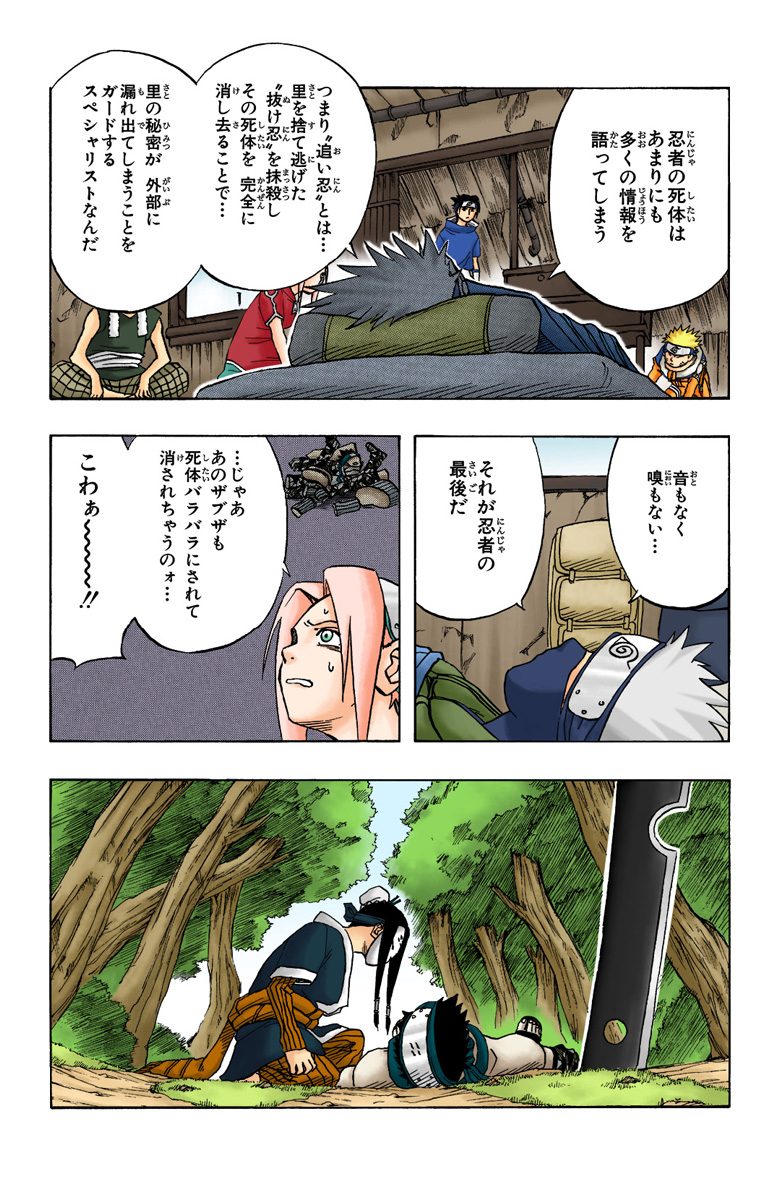 忍者の死体は
あまりにも
多くの情報を
語ってしまう
つまり〝追い忍〟とは…
里を捨て逃げた
〝抜け忍〟を抹殺し
その死体を 完全に
消し去ることで…
里の秘密が 外部に
漏れ出てしまうことを
ガードする
スペシャリストなんだ
音もなく
嗅もない…
それが忍者の
最後だ
…じゃあ
あのザブザも
死体バラバラにされて
消されちゃうのォ…
こわぁ〜〜〜〜!!